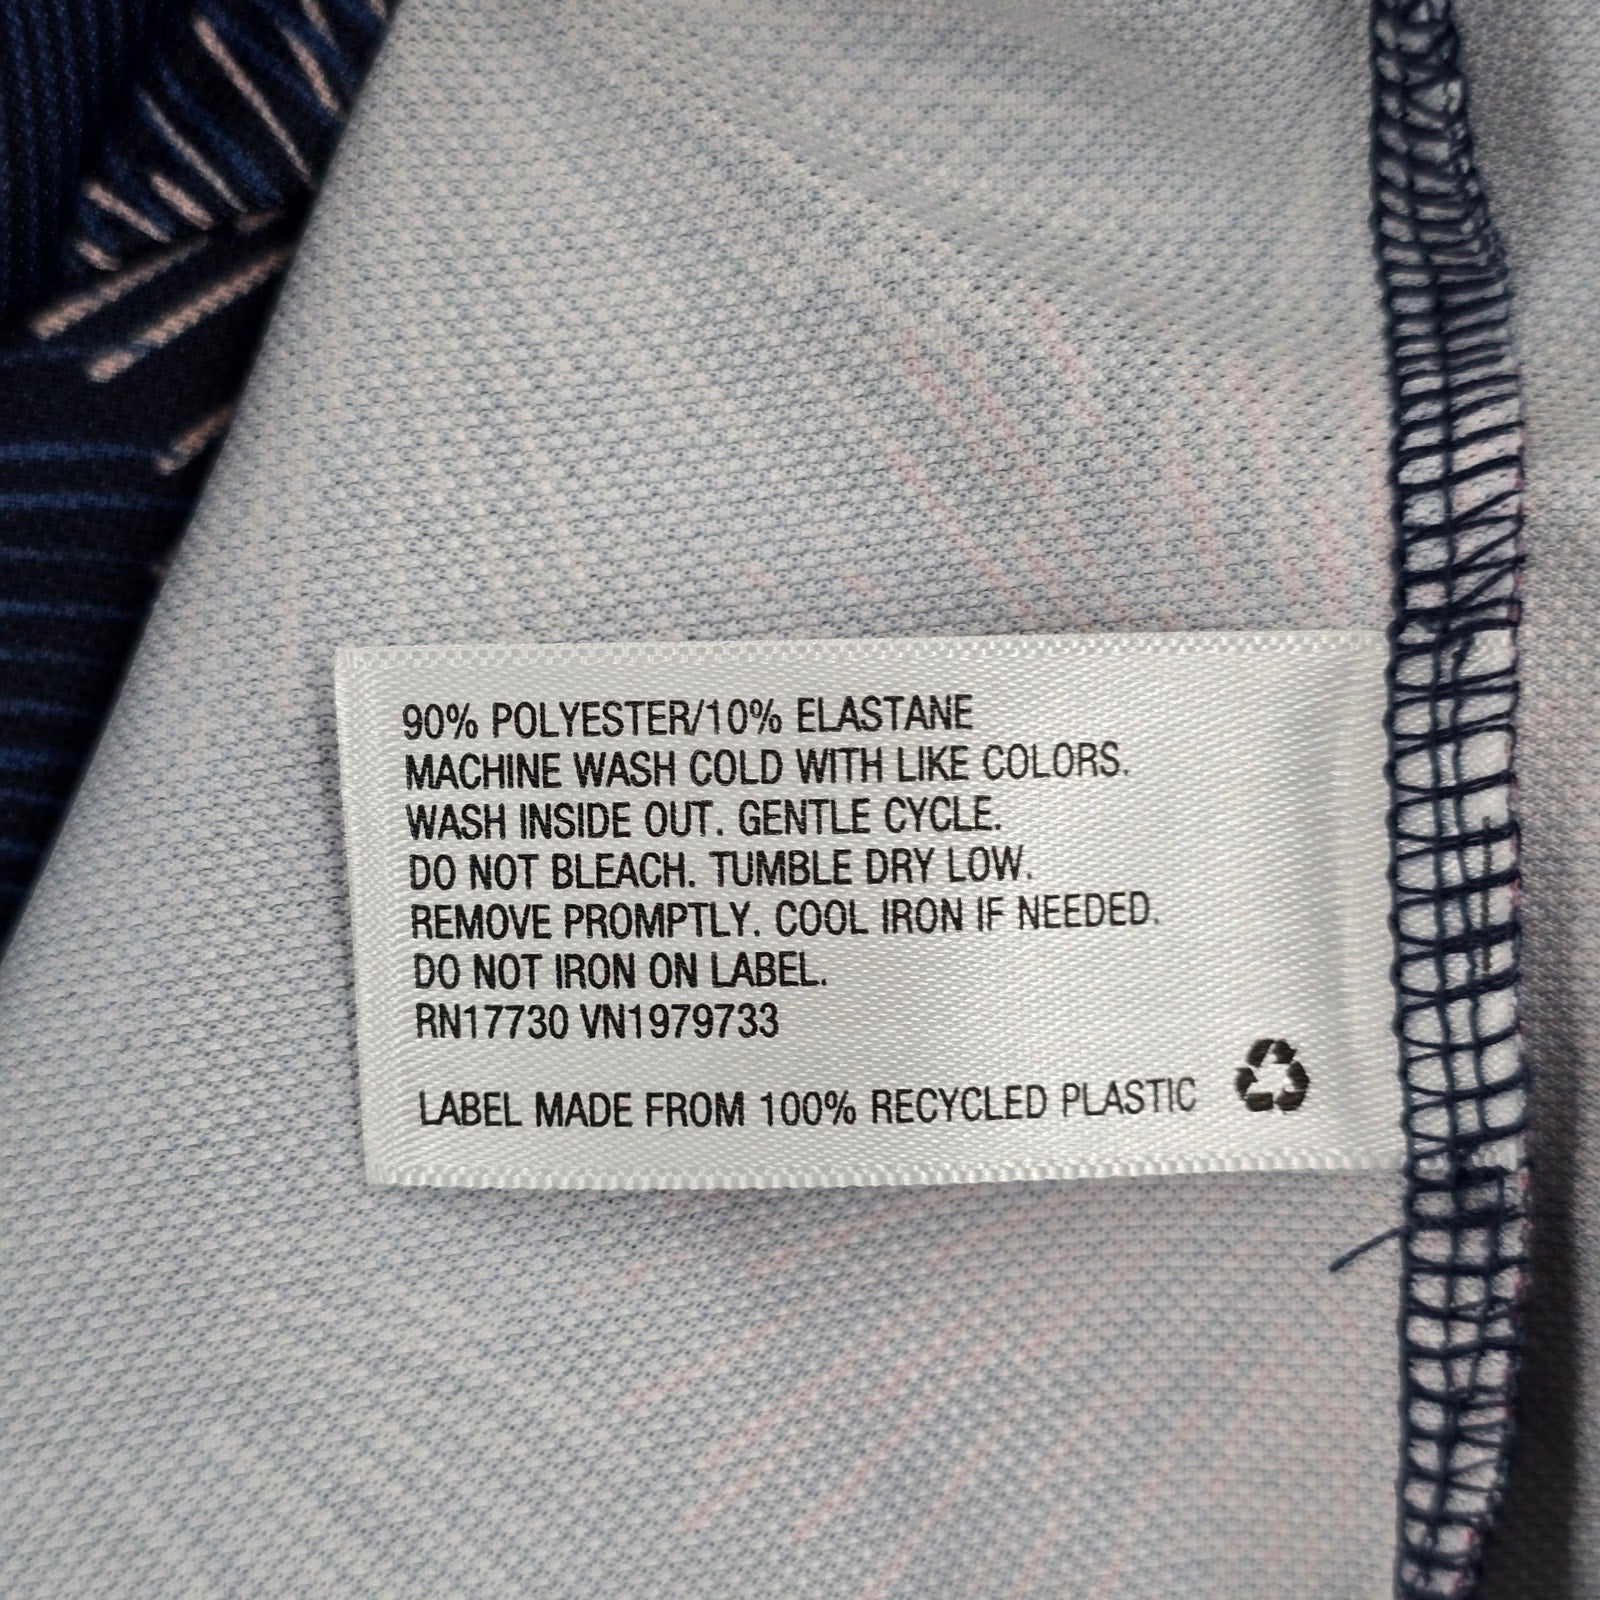 90% POLYESTER/10% ELASTANE
MACHINE WASH COLD WITH LIKE COLORS.
WASH INSIDE OUT. GENTLE CYCLE.
DO NOT BLEACH. TUMBLE DRY LOW.
REMOVE PROMPTLY. COOL IRON IF NEEDED.
DO NOT IRON ON LABEL.
RN17730 VN1979733
LABEL MADE FROM 100% RECYCLED PLASTIC